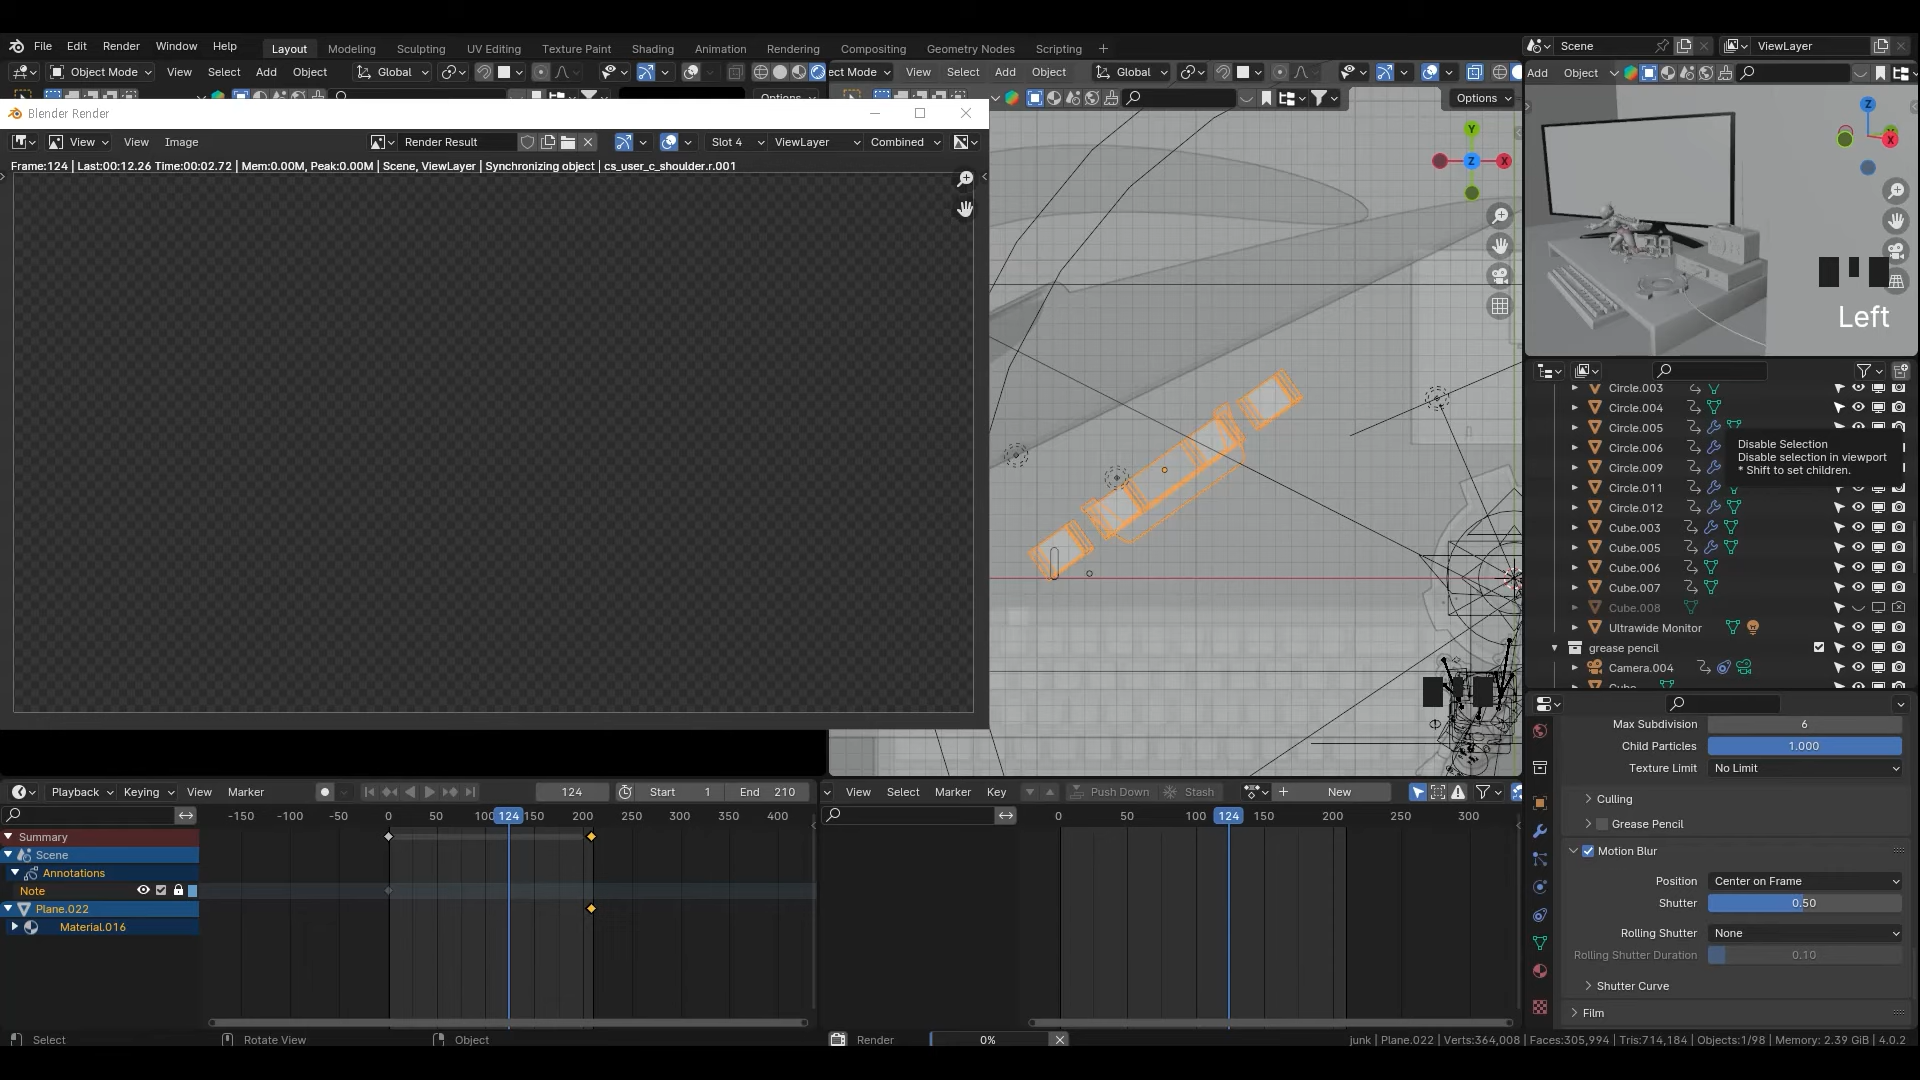 File Edit Render Window Help Layout Modeling Sculpting UV Editing Texture Paint Shading Animation Rendering Compositing Geometry Nodes Scripting + Scene ViewLayer
Object Mode View Select Add Object Global ect Mode View Select Add Object Global Add Object
Options Options
Blender Render
View View Image Render Result Slot 4 ViewLayer Combined
Frame:124 | Last:00:12.26 Time:00:02.72 | Mem:0.00M, Peak:0.00M | Scene, ViewLayer | Synchronizing object | cs_user_c_shoulder.r.001
Y
Z
X
Z
X
Left
Circle.003
Circle.004
Circle.005
Circle.006
Circle.009
Circle.011
Circle.012
Cube.003
Cube.005
Cube.006
Cube.007
Cube.008
Ultrawide Monitor
grease pencil
Camera.004
Cube
Disable Selection
Disable selection in viewport
* Shift to set children.
Max Subdivision 6
Child Particles 1.000
Texture Limit No Limit
Culling
Grease Pencil
Motion Blur
Position Center on Frame
Shutter 0.50
Rolling Shutter None
Rolling Shutter Duration 0.10
Shutter Curve
Film
Playback Keying View Marker 124 Start 1 End 210
-150 -100 -50 0 50 100 124 150 200 250 300 350 400
Summary
Scene
Annotations
Note
Plane.022
Material.016
View Select Marker Key Push Down Stash + New
0 50 100 124 150 200 250 300
Select Rotate View Object Render 0% junk | Plane.022 | Verts:364,008 | Faces:305,994 | Tris:714,184 | Objects:1/98 | Memory: 2.39 GiB | 4.0.2